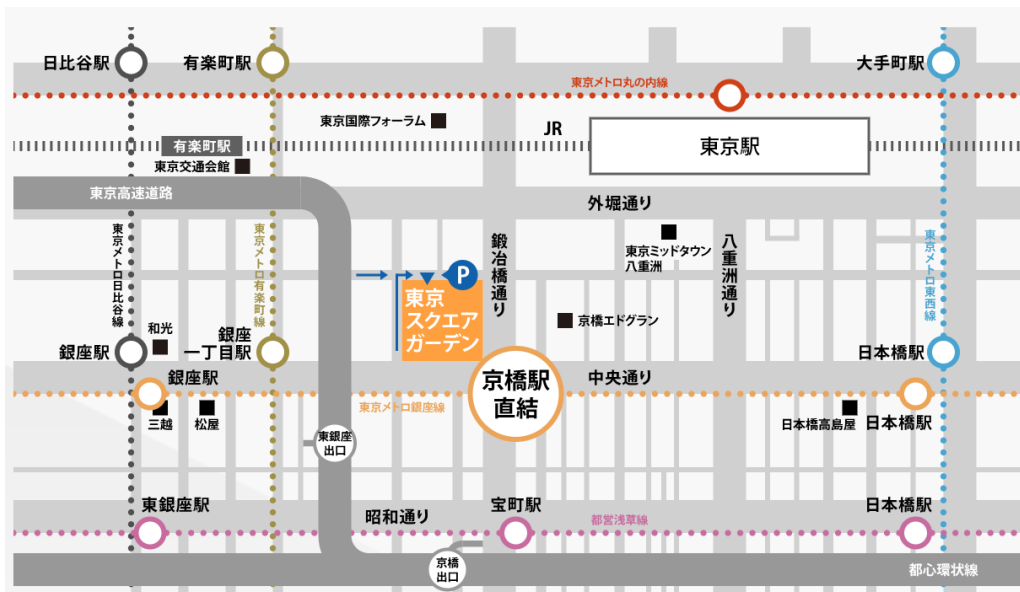 日比谷駅
有楽町駅
大手町駅
東京メトロ丸の内線
東京国際フォーラム
JR
有楽町駅
東京駅
東京交通会館
東京高速道路
外堀通り
東京メトロ日比谷線
東京メトロ有楽町線
鍛冶橋通り
東京ミッドタウン
八重洲
八重洲通り
東京メトロ東西線
P
東京
スクエア
ガーデン
京橋エドグラン
和光
銀座駅
銀座
一丁目駅
日本橋駅
銀座駅
京橋駅
直結
中央通り
東京メトロ銀座線
三越
松屋
日本橋高島屋
日本橋駅
東銀座
出口
東銀座駅
昭和通り
宝町駅
都営浅草線
日本橋駅
京橋
出口
都心環状線